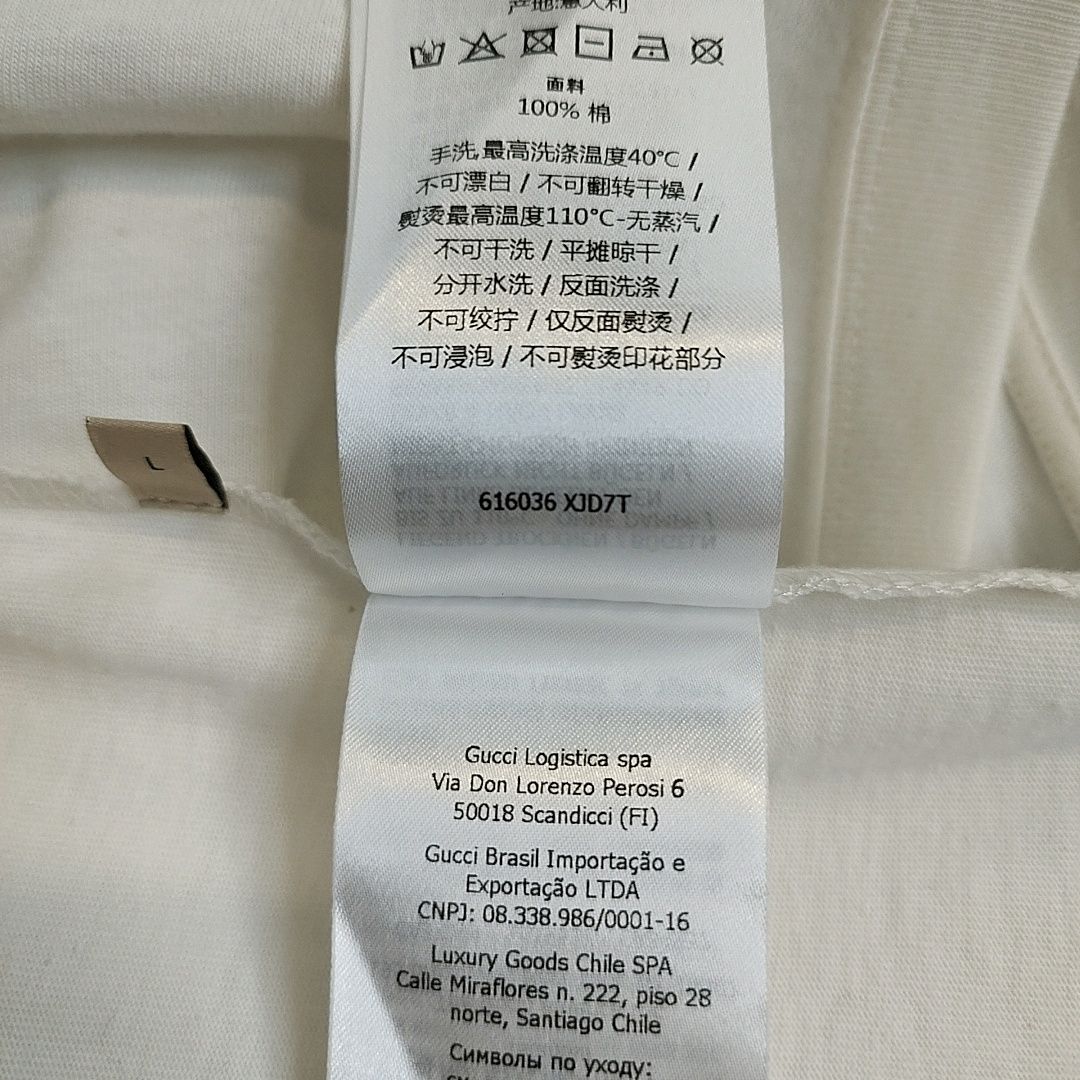 产地:意大利
面料
100% 棉
手洗,最高洗涤温度40°C /
不可漂白 / 不可翻转干燥 /
熨烫最高温度110°C-无蒸汽 /
不可干洗 / 平摊晾干 /
分开水洗 / 反面洗涤 /
不可绞拧 / 仅反面熨烫 /
不可浸泡 / 不可熨烫印花部分
L
616036 XJD7T
Gucci Logistica spa
Via Don Lorenzo Perosi 6
50018 Scandicci (FI)
Gucci Brasil Importação e
Exportação LTDA
CNPJ: 08.338.986/0001-16
Luxury Goods Chile SPA
Calle Miraflores n. 222, piso 28
norte, Santiago Chile
Символы по уходу: